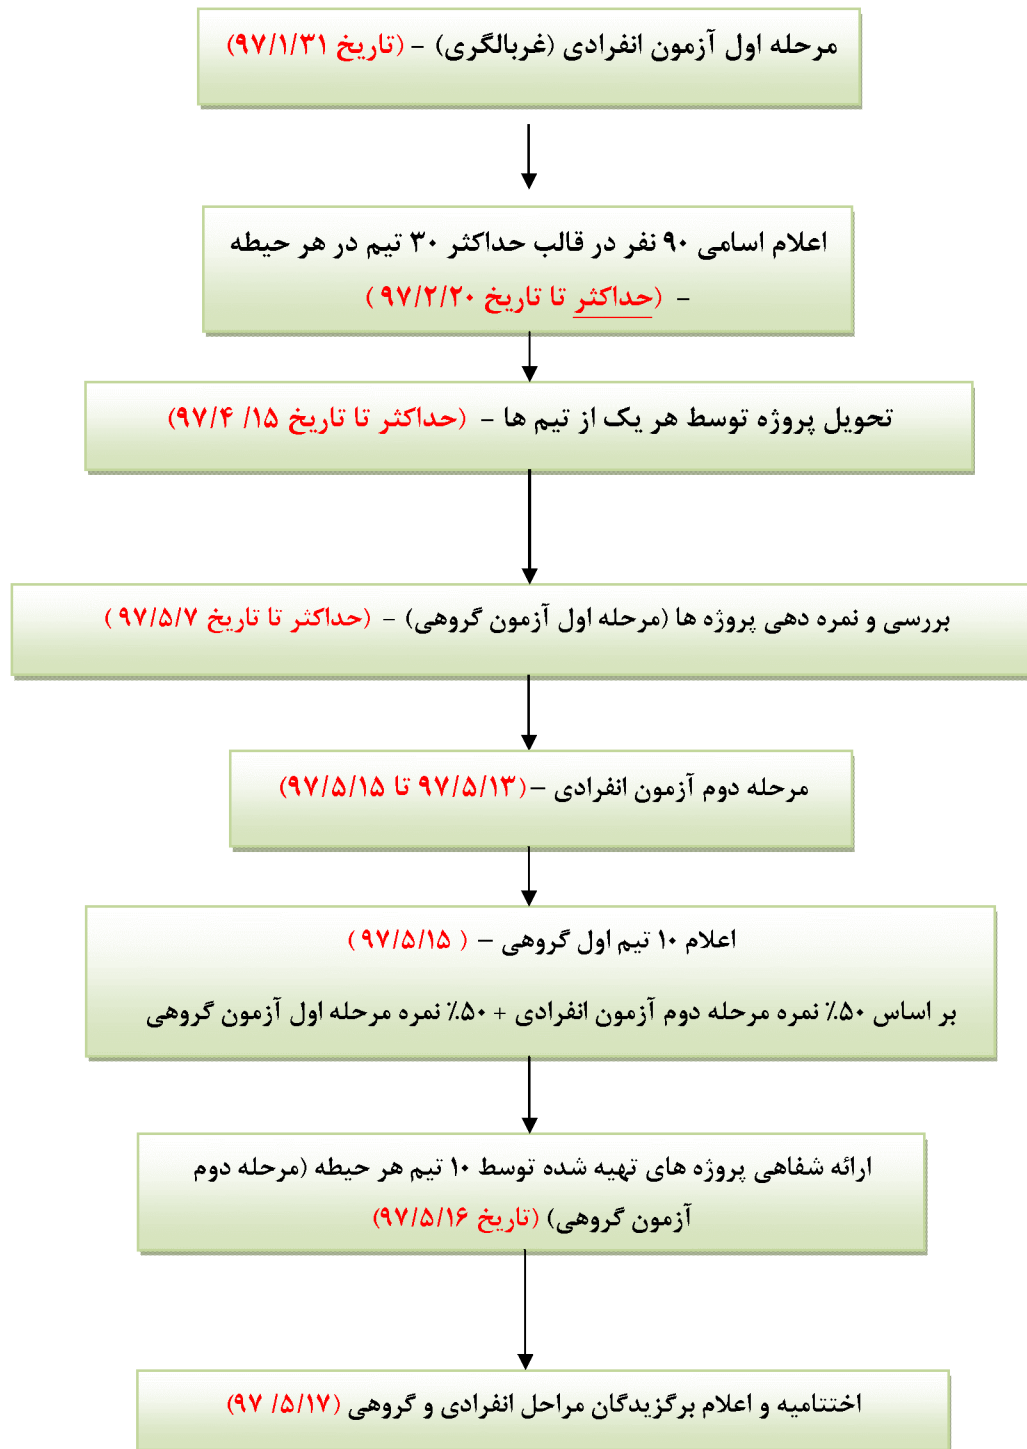 مرحله اول آزمون انفرادی (غربالگری) - (تاریخ ۹۷/۱/۳۱)
اعلام اسامی ۹۰ نفر در قالب حداکثر ۳۰ تیم در هر حیطه
- (حداکثر تا تاریخ ۹۷/۲/۲۰)
تحویل پروژه توسط هر یک از تیم ها - (حداکثر تا تاریخ ۱۵/ ۹۷/۴)
بررسی و نمره دهی پروژه ها (مرحله اول آزمون گروهی) - (حداکثر تا تاریخ ۹۷/۵/۷ )
مرحله دوم آزمون انفرادی –(۹۷/۵/۱۳ تا ۹۷/۵/۱۵)
اعلام ۱۰ تیم اول گروهی – ( ۹۷/۵/۱۵)
بر اساس ۵۰٪ نمره مرحله دوم آزمون انفرادی + ۵۰٪ نمره مرحله اول آزمون گروهی
ارائه شفاهی پروژه های تهیه شده توسط ۱۰ تیم هر حیطه (مرحله دوم
آزمون گروهی) (تاریخ ۹۷/۵/۱۶)
اختتامیه و اعلام برگزیدگان مراحل انفرادی و گروهی (۵/۱۷/ ۹۷)